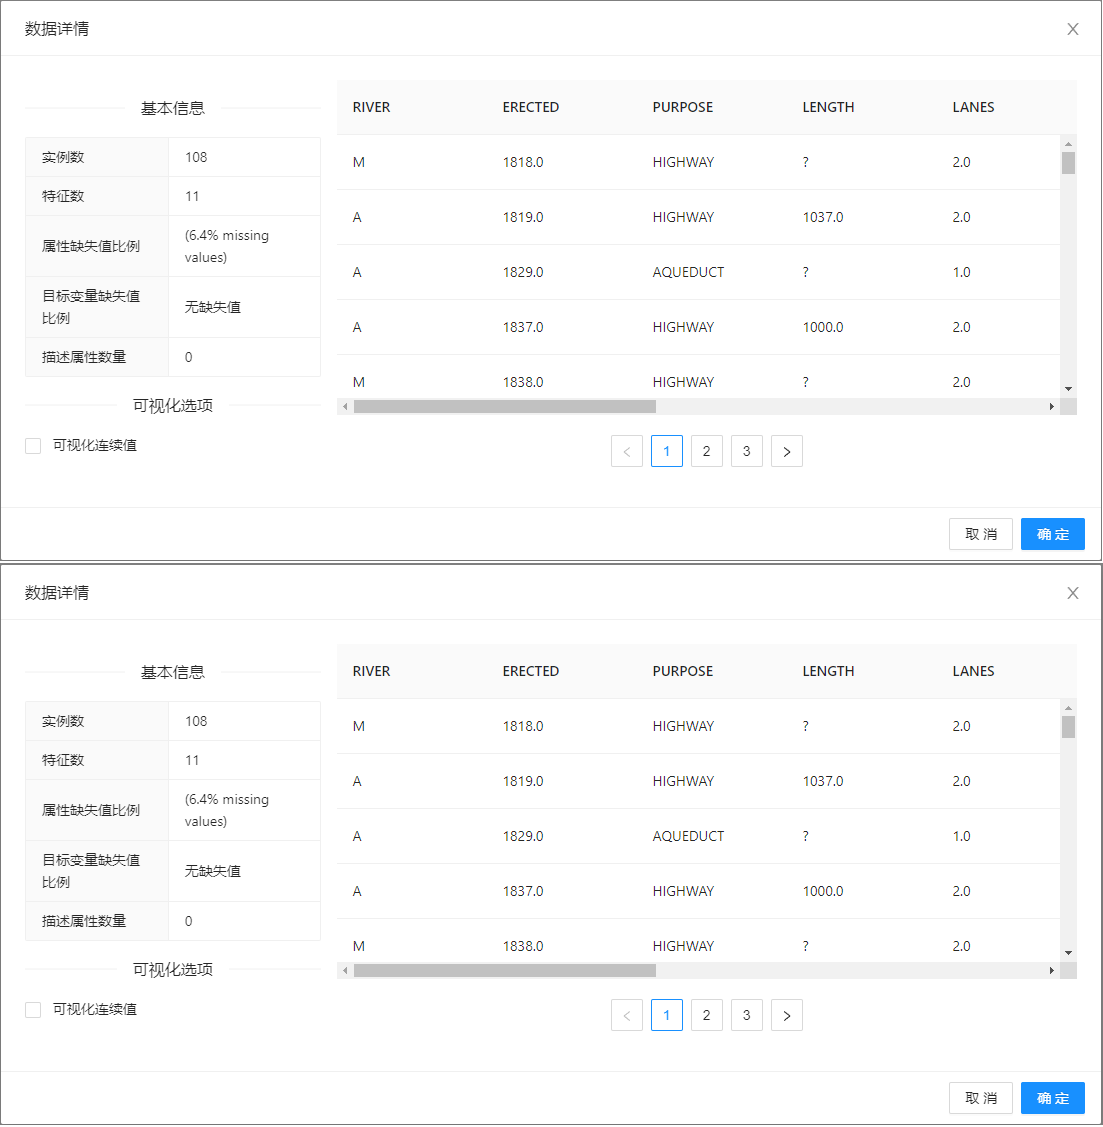 数据详情
基本信息
实例数 108
特征数 11
属性缺失值比例 (6.4% missing
values)
目标变量缺失值
比例 无缺失值
描述属性数量 0
可视化选项
可视化连续值
RIVER ERECTED PURPOSE LENGTH LANES
M 1818.0 HIGHWAY ? 2.0
A 1819.0 HIGHWAY 1037.0 2.0
A 1829.0 AQUEDUCT ? 1.0
A 1837.0 HIGHWAY 1000.0 2.0
M 1838.0 HIGHWAY ? 2.0
< 1 2 3 >
取 消 确 定
数据详情
基本信息
实例数 108
特征数 11
属性缺失值比例 (6.4% missing
values)
目标变量缺失值
比例 无缺失值
描述属性数量 0
可视化选项
可视化连续值
RIVER ERECTED PURPOSE LENGTH LANES
M 1818.0 HIGHWAY ? 2.0
A 1819.0 HIGHWAY 1037.0 2.0
A 1829.0 AQUEDUCT ? 1.0
A 1837.0 HIGHWAY 1000.0 2.0
M 1838.0 HIGHWAY ? 2.0
< 1 2 3 >
取 消 确 定